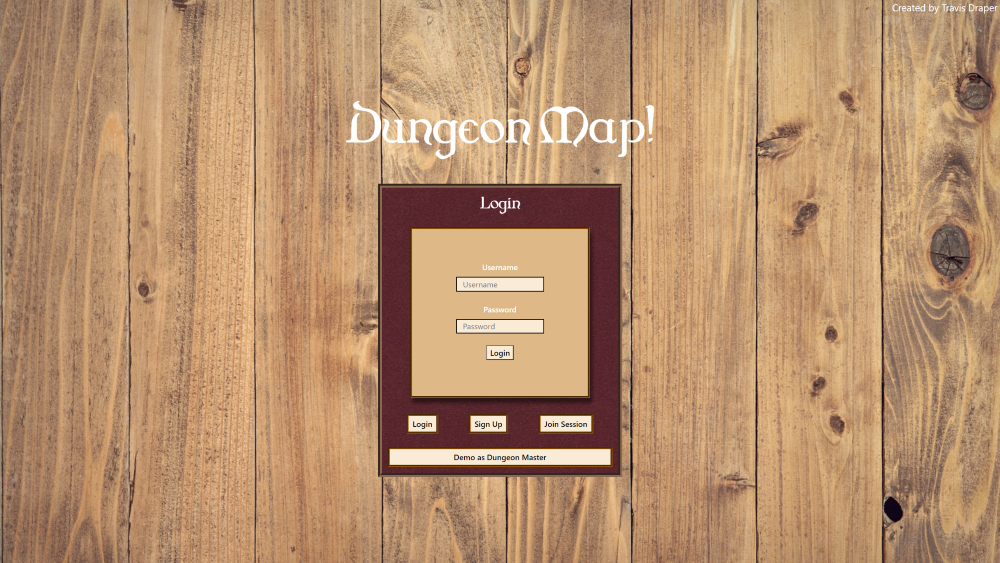 Created by Travis Draper
Dungeon Map!
Login
Username
Username
Password
Password
Login
Login
Sign Up
Join Session
Demo as Dungeon Master